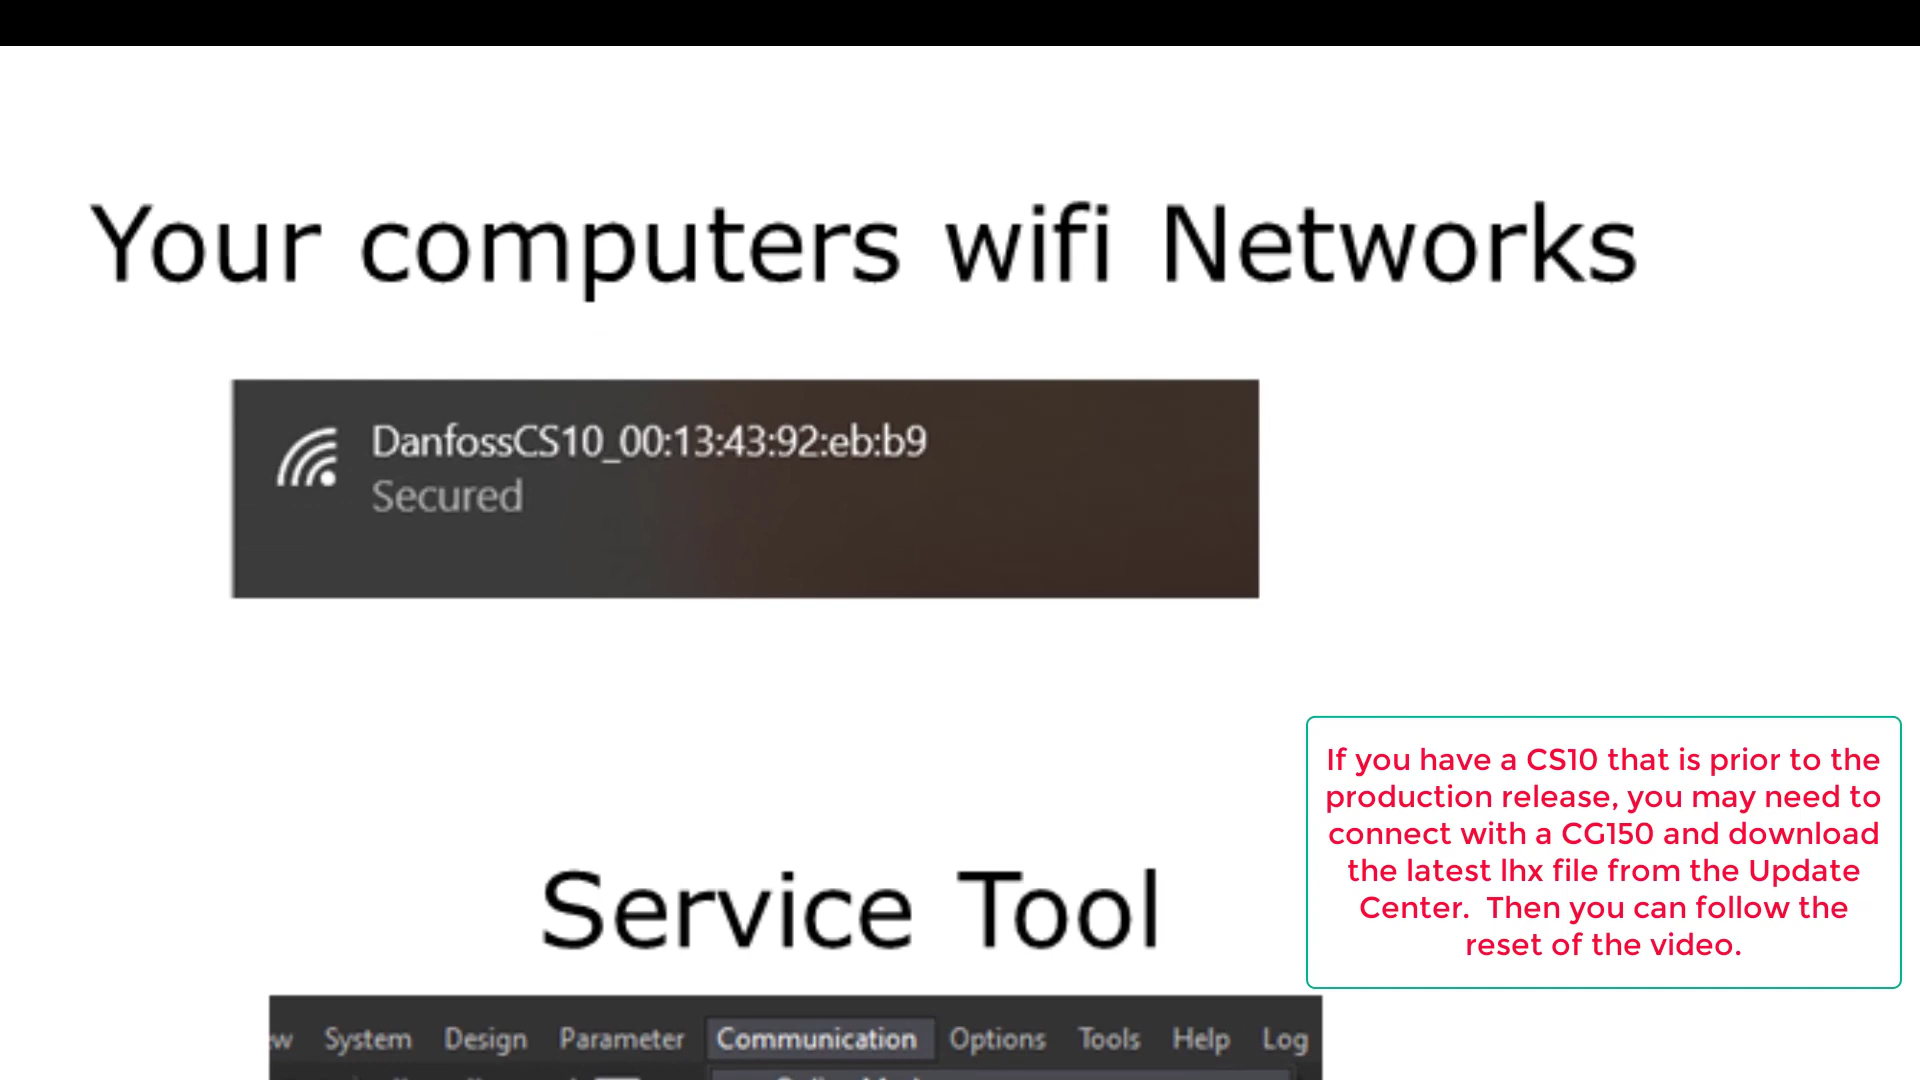 Your computers wifi Networks
DanfossCS10_00:13:43:92:eb:b9
Secured
If you have a CS10 that is prior to the
production release, you may need to
connect with a CG150 and download
the latest lhx file from the Update
Center. Then you can follow the
reset of the video.
Service Tool
System Design Parameter Communication Options Tools Help Log